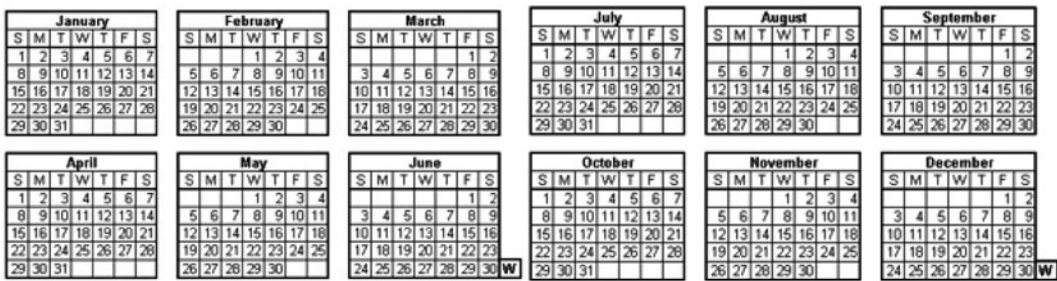 January
S M T W T F S
1 2 3 4 5 6 7
8 9 10 11 12 13 14
15 16 17 18 19 20 21
22 23 24 25 26 27 28
29 30 31
February
S M T W T F S
1 2 3 4
5 6 7 8 9 10 11
12 13 14 15 16 17 18
19 20 21 22 23 24 25
26 27 28 29 30
March
S M T W T F S
1 2
3 4 5 6 7 8 9
10 11 12 13 14 15 16
17 18 19 20 21 22 23
24 25 26 27 28 29 30
July
S M T W T F S
1 2 3 4 5 6 7
8 9 10 11 12 13 14
15 16 17 18 19 20 21
22 23 24 25 26 27 28
29 30 31
August
S M T W T F S
1 2 3 4
5 6 7 8 9 10 11
12 13 14 15 16 17 18
19 20 21 22 23 24 25
26 27 28 29 30
September
S M T W T F S
1 2
3 4 5 6 7 8 9
10 11 12 13 14 15 16
17 18 19 20 21 22 23
24 25 26 27 28 29 30
April
S M T W T F S
1 2 3 4 5 6 7
8 9 10 11 12 13 14
15 16 17 18 19 20 21
22 23 24 25 26 27 28
29 30 31
May
S M T W T F S
1 2 3 4
5 6 7 8 9 10 11
12 13 14 15 16 17 18
19 20 21 22 23 24 25
26 27 28 29 30
June
S M T W T F S
1 2
3 4 5 6 7 8 9
10 11 12 13 14 15 16
17 18 19 20 21 22 23
24 25 26 27 28 29 30 W
October
S M T W T F S
1 2 3 4 5 6 7
8 9 10 11 12 13 14
15 16 17 18 19 20 21
22 23 24 25 26 27 28
29 30 31
November
S M T W T F S
1 2 3 4
5 6 7 8 9 10 11
12 13 14 15 16 17 18
19 20 21 22 23 24 25
26 27 28 29 30
December
S M T W T F S
1 2
3 4 5 6 7 8 9
10 11 12 13 14 15 16
17 18 19 20 21 22 23
24 25 26 27 28 29 30 W